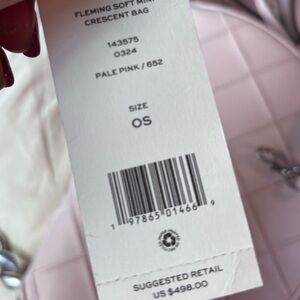 FLEMING SOFT MINI
CRESCENT BAG
143575
0324
PALE PINK / 652
SIZE
OS
1 97865 01466 9
SUGGESTED RETAIL
US $498.00